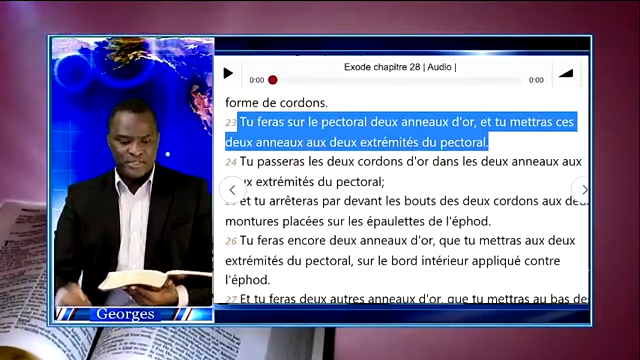 Exode chapitre 28 | Audio |
0:00
0:00
forme de cordons.
23 Tu feras sur le pectoral deux anneaux d'or, et tu mettras ces
deux anneaux aux deux extrémités du pectoral.
24 Tu passeras les deux cordons d'or dans les deux anneaux aux
extrémités du pectoral;
et tu arrêteras par devant les bouts des deux cordons aux
montures placées sur les épaulettes de l'éphod.
26 Tu feras encore deux anneaux d'or, que tu mettras aux deux
extrémités du pectoral, sur le bord intérieur appliqué contre
l'éphod.
27 Et tu feras deux autres anneaux d'or, que tu mettras au bas
Georges